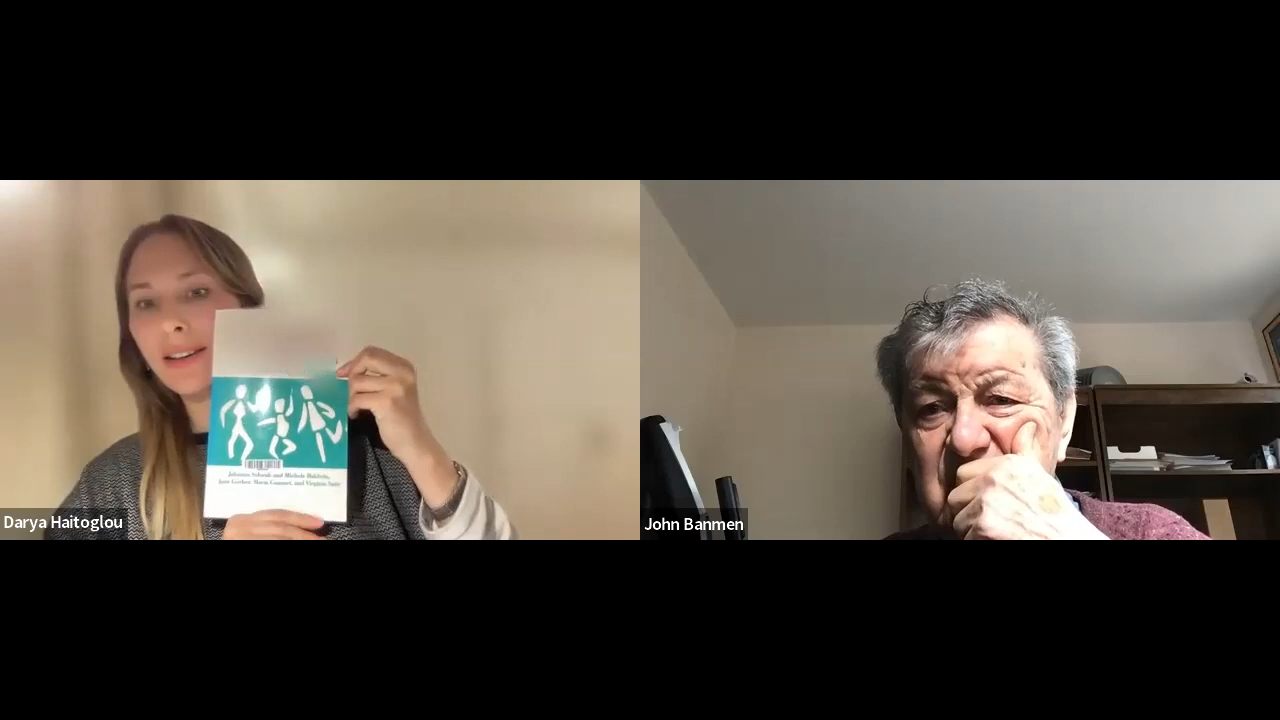 Johanna Schwab and Michele Baldwin,
Jane Gerber, Maria Gomori, and Virginia Satir
Darya Haitoglou
John Banmen